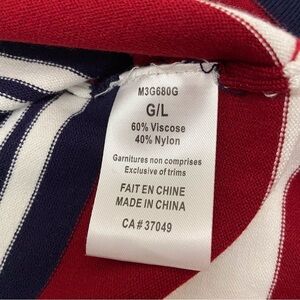 M3G680G
G/L
60% Viscose
40% Nylon
Garnitures non comprises
Exclusive of trims
FAIT EN CHINE
MADE IN CHINA
CA# 37049